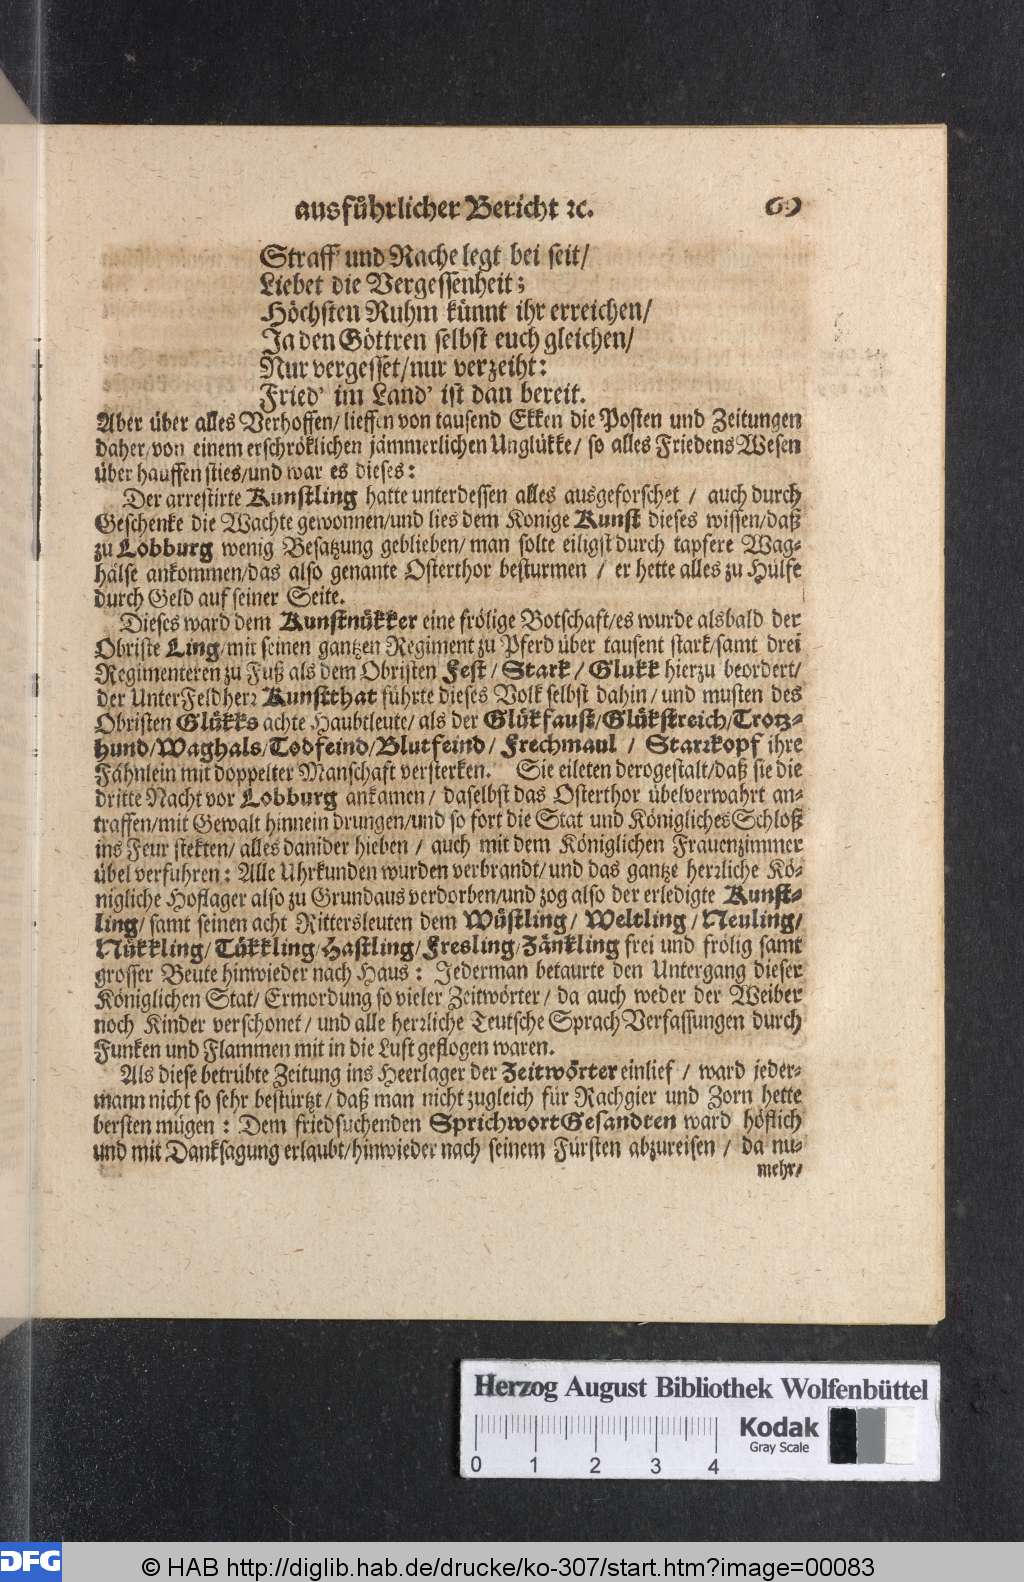 ausführlicher Bericht ꝛc. 69
Straff' und Rache legt bei seit/
Liebet die Vergessenheit;
Höchsten Ruhm künnt ihr erreichen/
Ja den Göttren selbst euch gleichen/
Nur vergesset/nur verzeiht:
Fried' im Land' ist dan bereit.
Aber über alles Verhoffen/ lieffen von tausend Ekken die Posten und Zeitungen
daher/von einem erschröklichen jämmerlichen Unglükke/ so alles Friedens Wesen
über hauffen sties/und war es dieses:
Der arrestirte Kunstling hatte unterdessen alles ausgeforschet / auch durch
Geschenke die Wachte gewonnen/und lies dem Konige Kunst dieses wissen/daß
zu Lobburg wenig Besatzung geblieben/ man solte eiligst durch tapfere Wag-
hälse ankommen/das also genante Osterthor besturmen / er hette alles zu Hülfe
durch Geld auf seiner Seite.
Dieses ward dem Kunstnükker eine frölige Botschaft/es wurde alsbald der
Obriste Ling/mit seinen gantzen Regiment zu Pferd über tausent stark/samt drei
Regimenteren zu Fuß als dem Obristen Fest / Stark / Glukk hierzu beordert/
der UnterFeldherꝛ Kunstthat führte dieses Volk selbst dahin/ und musten des
Obristen Glükks achte Haubtleute/ als der Glükfaust/Glükstreich/Trotz-
hund/Waghals/Todfeind/Blutfeind/ Frechmaul / Starꝛkopf ihre
Fähnlein mit doppelter Manschaft versterken. Sie eileten derogestalt/daß sie die
dritte Nacht vor Lobburg ankamen/ daselbst das Osterthor übelverwahrt an-
traffen/mit Gewalt hinnein drungen/und so fort die Stat und Königliches Schloß
ins Feur stekten/ alles danider hieben / auch mit dem Königlichen Frauenzimmer
übel verfuhren: Alle Uhrkunden wurden verbrandt/ und das gantze herꝛliche Kö-
nigliche Hoflager also zu Grund aus verdorben/und zog also der erledigte Kunst-
ling/ samt seinen acht Rittersleuten dem Wüstling/ Weltling / Neuling/
Nükkling/ Tükkling/Hastling/Fresling/Zänkling frei und frölig samt
grosser Beute hinwieder nach Haus: Jederman betaurte den Untergang dieser
Königlichen Stat/ Ermordung so vieler Zeitwörter/ da auch weder der Weiber
noch Kinder verschonet/ und alle herꝛliche Teutsche SprachVerfassungen durch
Funken und Flammen mit in die Luft geflogen waren.
Als diese betrübte Zeitung ins Heerlager der Zeitwörter einlief / ward jeder-
mann nicht so sehr bestürtzt/ daß man nicht zugleich für Rachgier und Zorn hette
bersten mügen: Dem friedsuchenden SprichwortGesandten ward höflich
und mit Danksagung erlaubt/hinwieder nach seinem Fürsten abzureisen / da nu-
mehr/
Herzog August Bibliothek Wolfenbüttel
Kodak
Gray Scale
0 1 2 3 4
DFG © HAB http://diglib.hab.de/drucke/ko-307/start.htm?image=00083